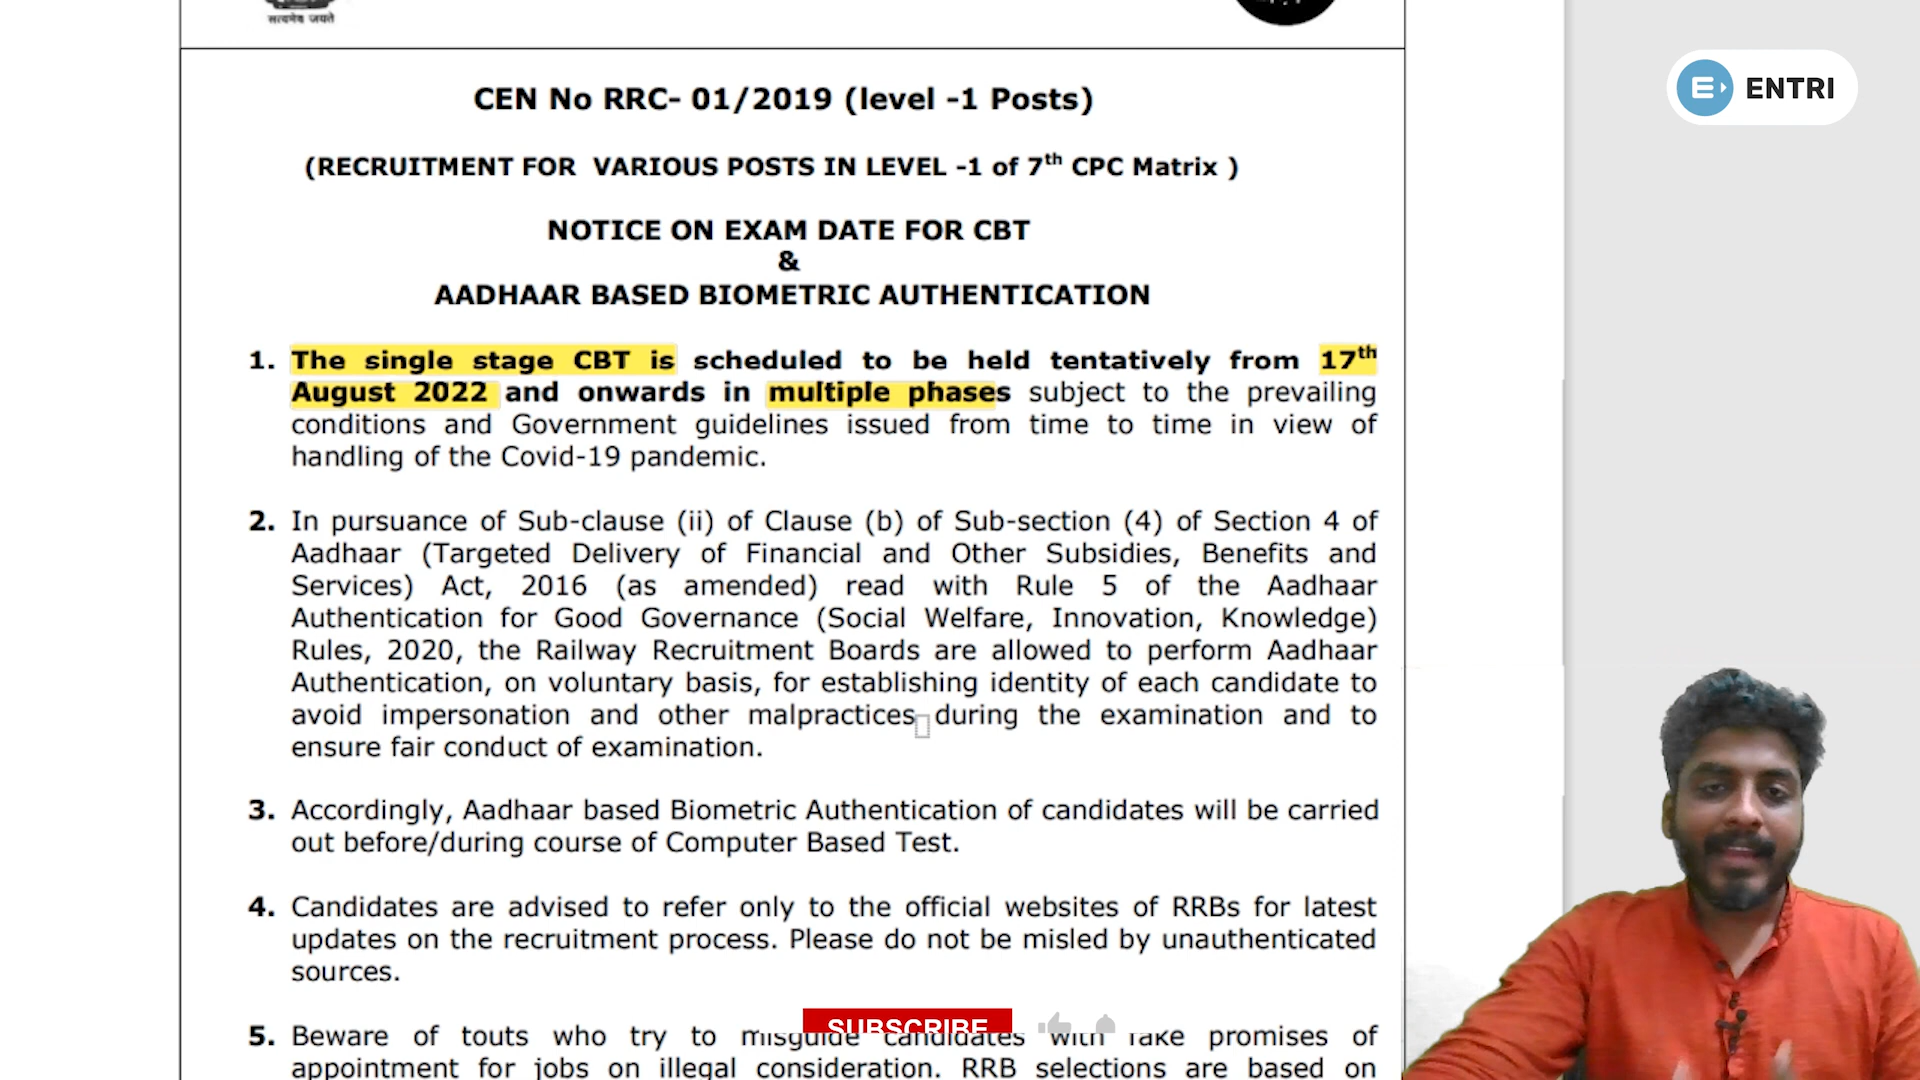 सत्यमेव जयते
ENTRI
CEN No RRC- 01/2019 (level -1 Posts)
(RECRUITMENT FOR VARIOUS POSTS IN LEVEL -1 of 7th CPC Matrix )
NOTICE ON EXAM DATE FOR CBT
&
AADHAAR BASED BIOMETRIC AUTHENTICATION
1. The single stage CBT is scheduled to be held tentatively from 17th
August 2022 and onwards in multiple phases subject to the prevailing
conditions and Government guidelines issued from time to time in view of
handling of the Covid-19 pandemic.
2. In pursuance of Sub-clause (ii) of Clause (b) of Sub-section (4) of Section 4 of
Aadhaar (Targeted Delivery of Financial and Other Subsidies, Benefits and
Services) Act, 2016 (as amended) read with Rule 5 of the Aadhaar
Authentication for Good Governance (Social Welfare, Innovation, Knowledge)
Rules, 2020, the Railway Recruitment Boards are allowed to perform Aadhaar
Authentication, on voluntary basis, for establishing identity of each candidate to
avoid impersonation and other malpractices during the examination and to
ensure fair conduct of examination.
3. Accordingly, Aadhaar based Biometric Authentication of candidates will be carried
out before/during course of Computer Based Test.
4. Candidates are advised to refer only to the official websites of RRBs for latest
updates on the recruitment process. Please do not be misled by unauthenticated
sources.
SUBSCRIBE
5. Beware of touts who try to misguide candidates with fake promises of
appointment for jobs on illegal consideration. RRB selections are based on